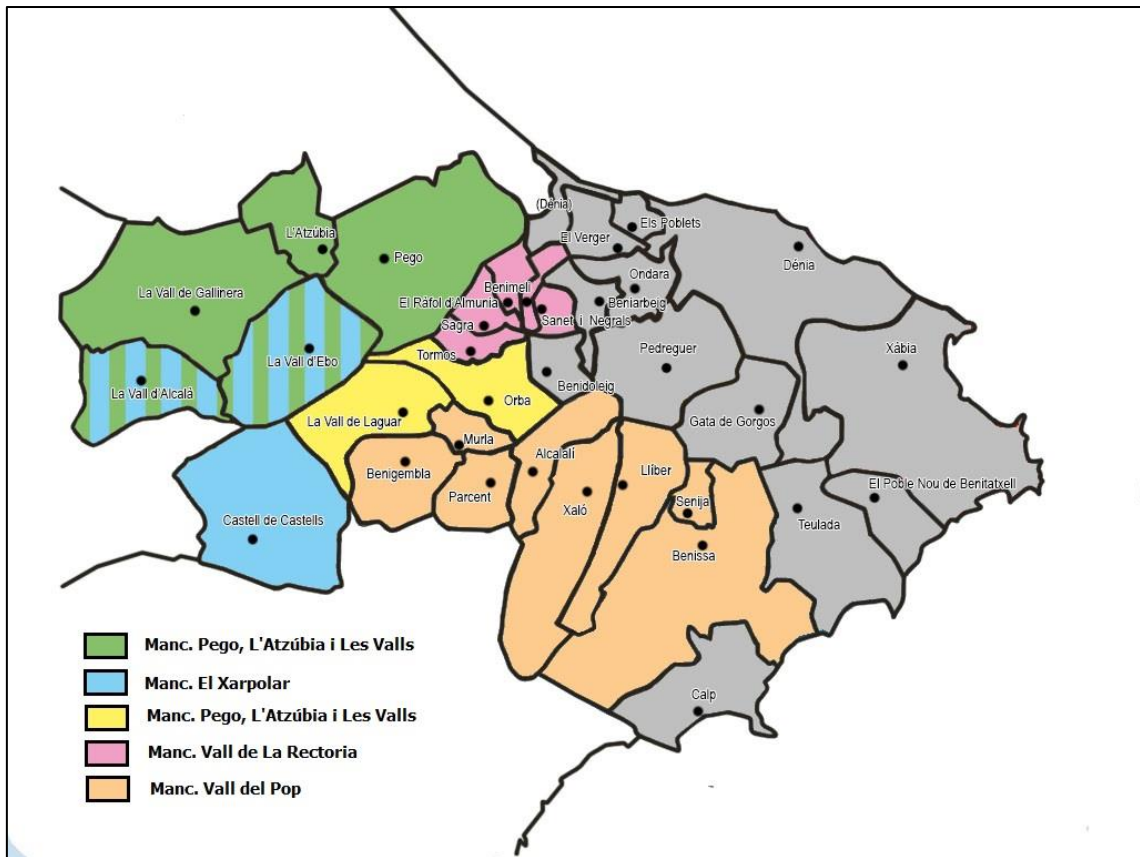 (Dénia)
Els Poblets
L'Atzúbia
El Verger
Pego
Dénia
Ondara
Benimeli
La Vall de Gallinera
El Ràfol d'Almunia
Beniarbeig
Sanet i Negrals
Sagra
Xàbia
Pedreguer
Tormos
La Vall d'Ebo
Benidoleig
La Vall d'Alcalà
Orba
La Vall de Laguar
Gata de Gorgos
Murla
Alcalalí
Benigembla
Llíber
El Poble Nou de Benitatxell
Parcent
Senija
Xaló
Teulada
Castell de Castells
Benissa
Calp
Manc. Pego, L'Atzúbia i Les Valls
Manc. El Xarpolar
Manc. Pego, L'Atzúbia i Les Valls
Manc. Vall de La Rectoria
Manc. Vall del Pop